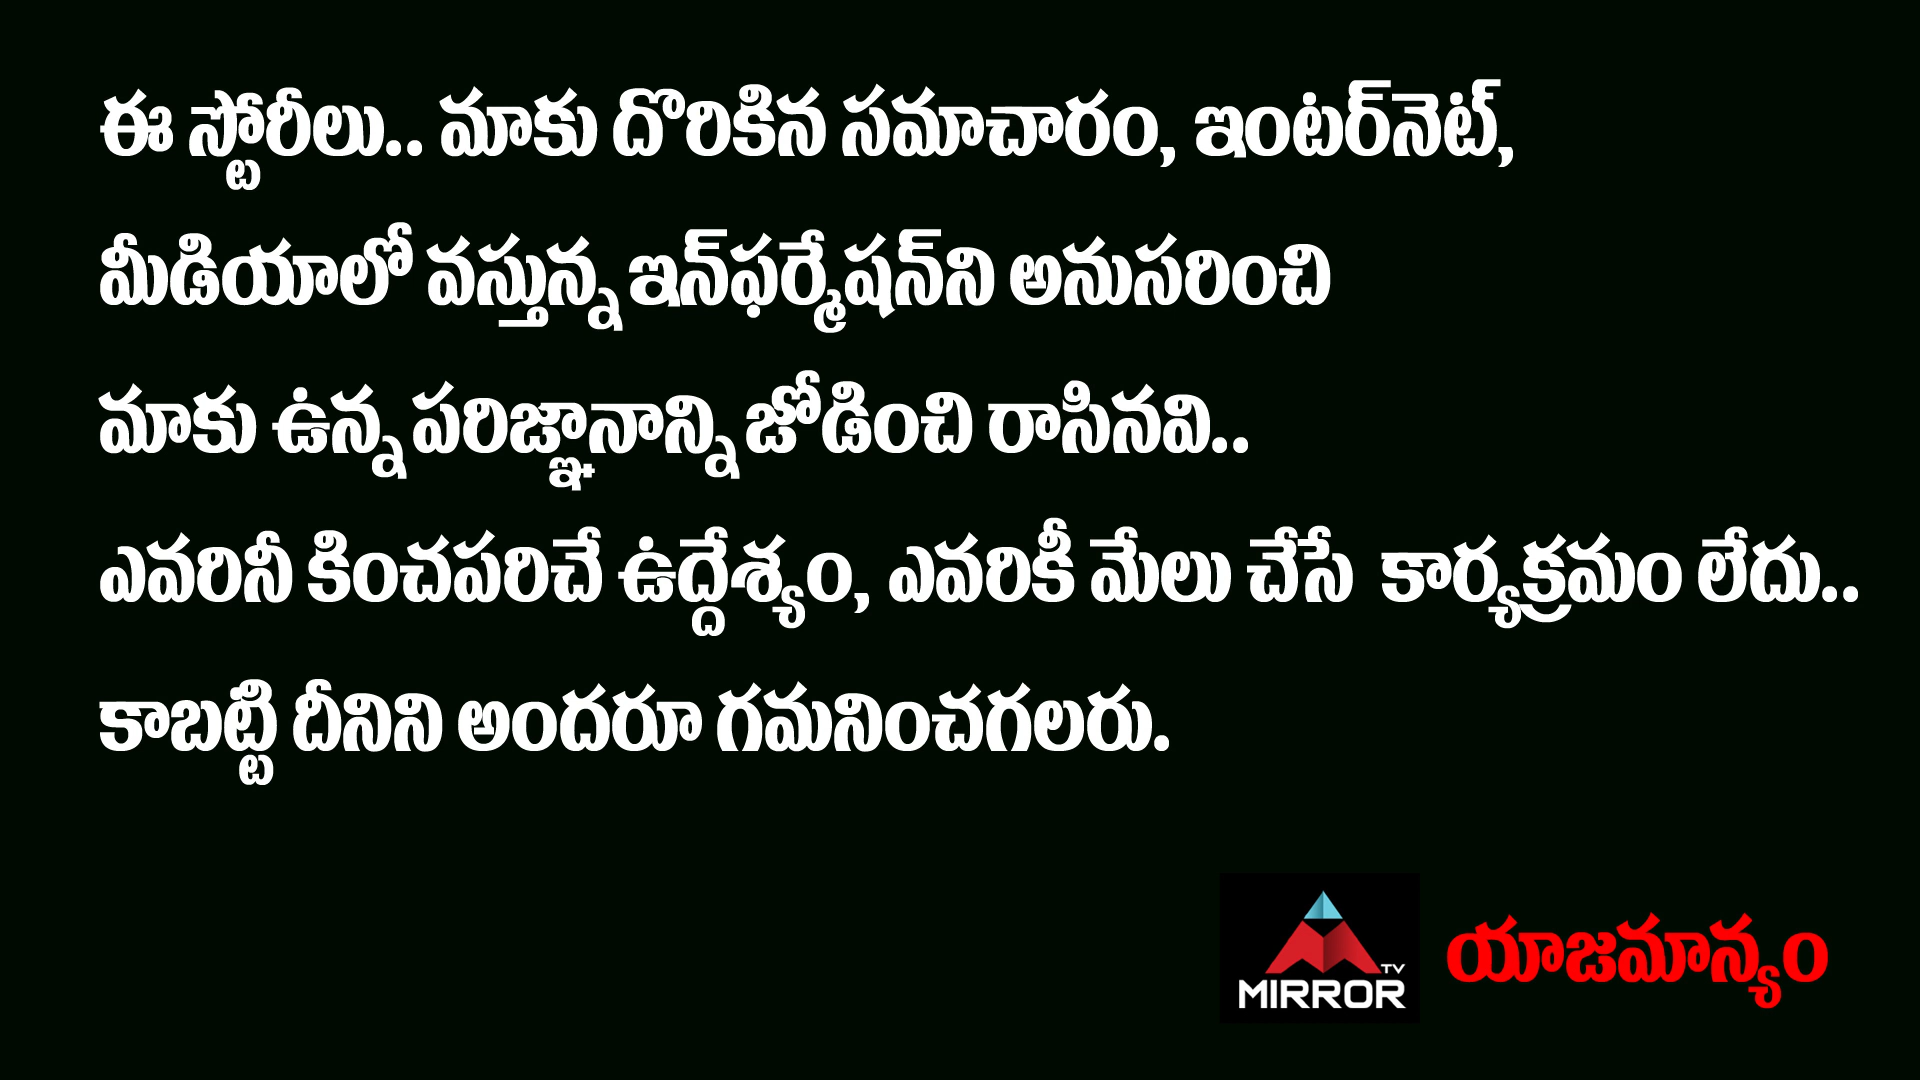 ఈ స్టోరీలు.. మాకు దొరికిన సమాచారం, ఇంటర్‌నెట్,
మీడియాలో వస్తున్న ఇన్‌ఫర్మేషన్‌ని అనుసరించి
మాకు ఉన్న పరిజ్ఞానాన్ని జోడించి రాసినవి..
ఎవరినీ కించపరిచే ఉద్దేశ్యం, ఎవరికీ మేలు చేసే కార్యక్రమం లేదు..
కాబట్టి దీనిని అందరూ గమనించగలరు.
TV
MIRROR
యాజమాన్యం